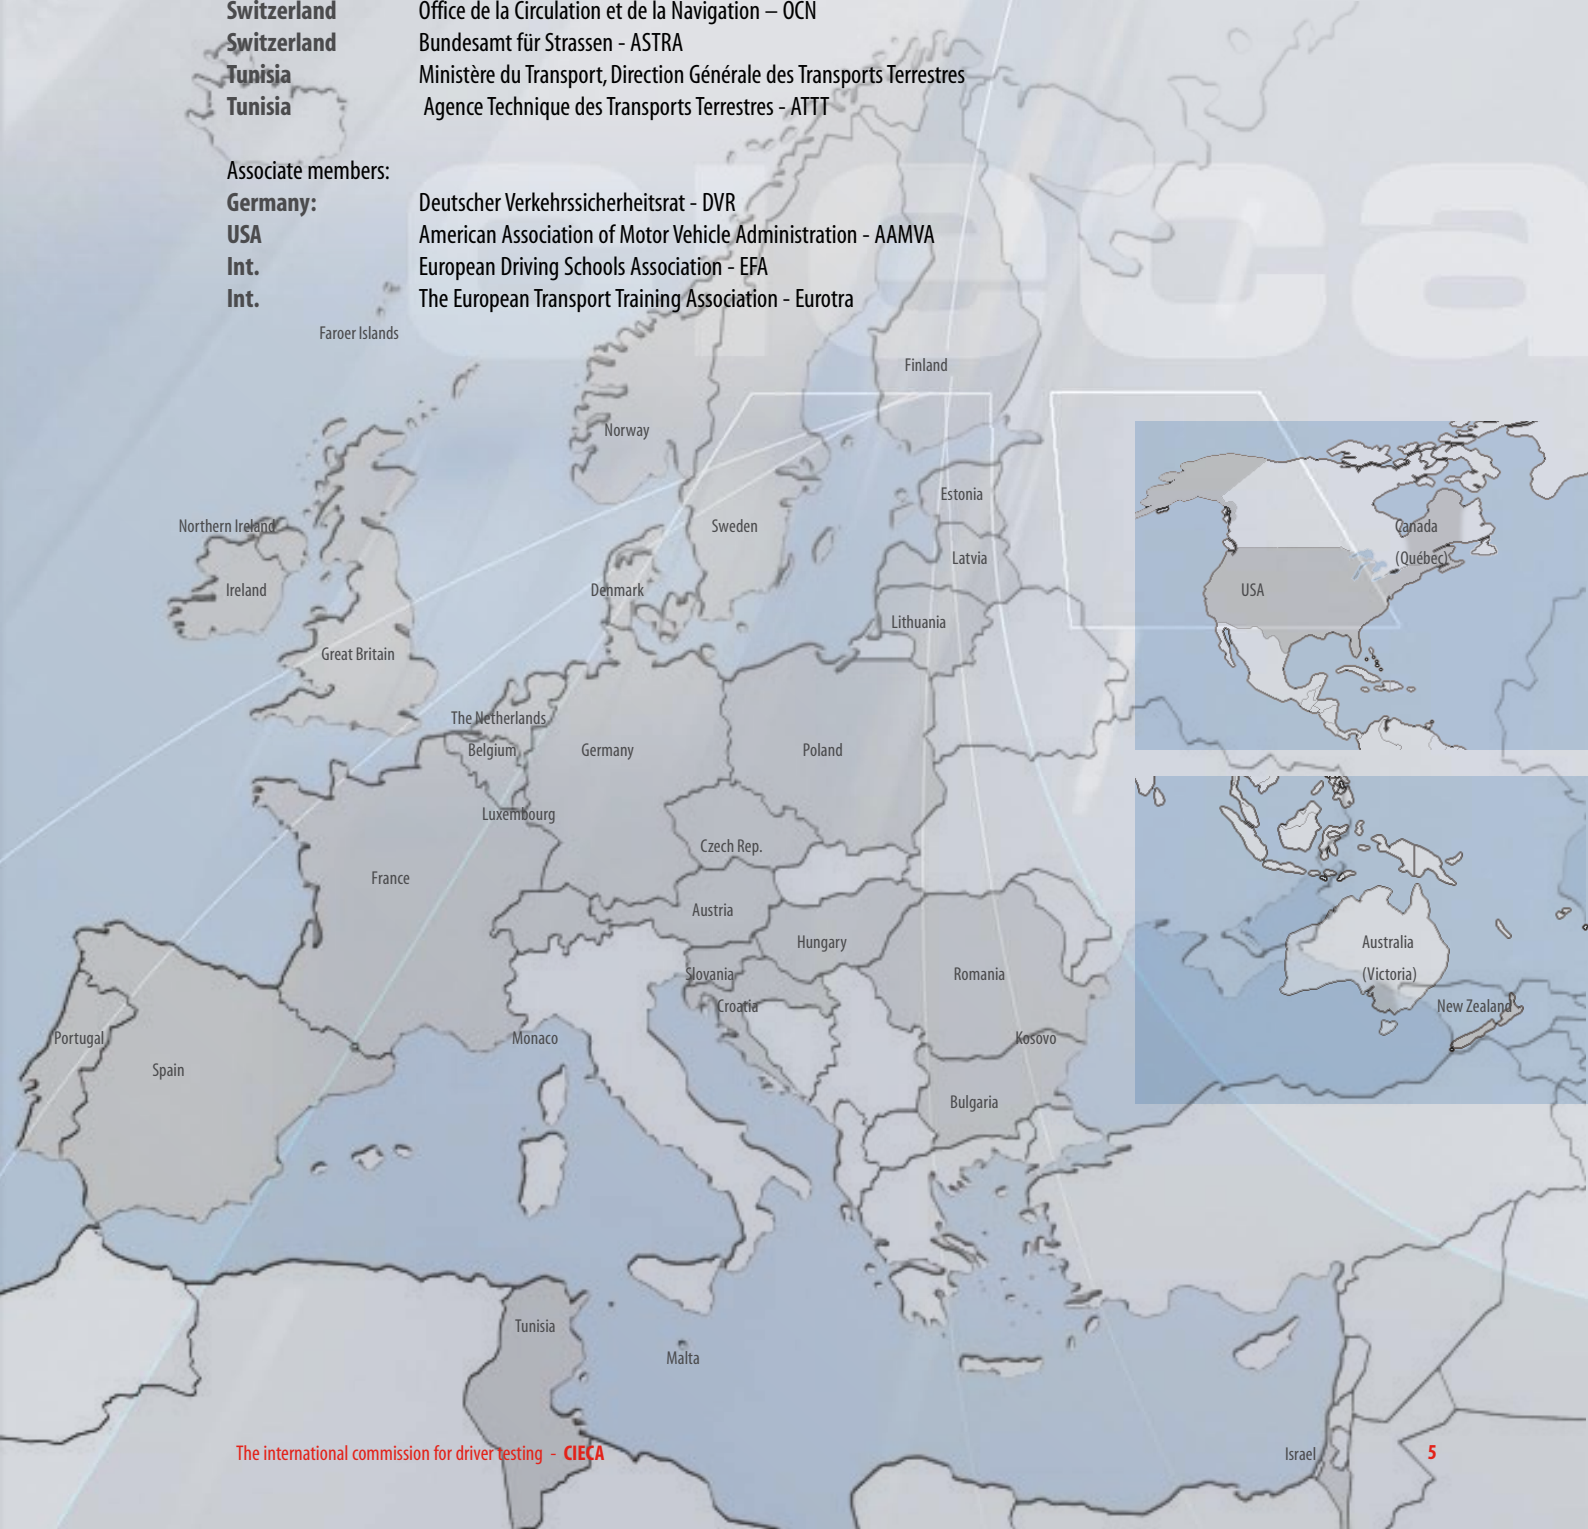 Switzerland Office de la Circulation et de la Navigation – OCN
Switzerland Bundesamt für Strassen - ASTRA
Tunisia Ministère du Transport, Direction Générale des Transports Terrestres
Tunisia Agence Technique des Transports Terrestres - ATTT
Associate members:
Germany: Deutscher Verkehrssicherheitsrat - DVR
USA American Association of Motor Vehicle Administration - AAMVA
Int. European Driving Schools Association - EFA
Int. The European Transport Training Association - Eurotra
cieca
Faroer Islands
Finland
Norway
Estonia
Northern Ireland
Sweden
Canada
(Québec)
Latvia
Ireland
Denmark
USA
Lithuania
Great Britain
The Netherlands
Belgium
Germany
Poland
Luxembourg
Czech Rep.
France
Austria
Hungary
Australia
(Victoria)
Slovania
Romania
Croatia
New Zealand
Portugal
Monaco
Kosovo
Spain
Bulgaria
Tunisia
Malta
Israel
The international commission for driver testing - CIECA
5